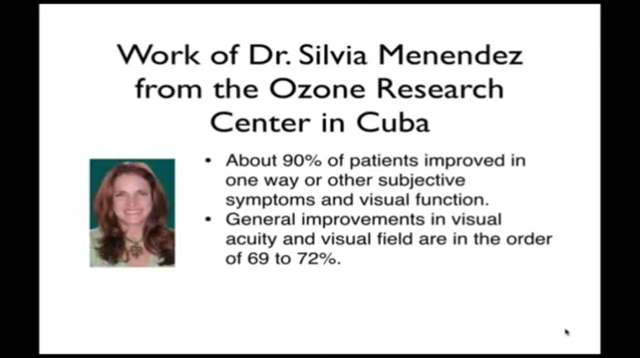 Work of Dr. Silvia Menendez
from the Ozone Research
Center in Cuba
• About 90% of patients improved in
one way or other subjective
symptoms and visual function.
• General improvements in visual
acuity and visual field are in the order
of 69 to 72%.